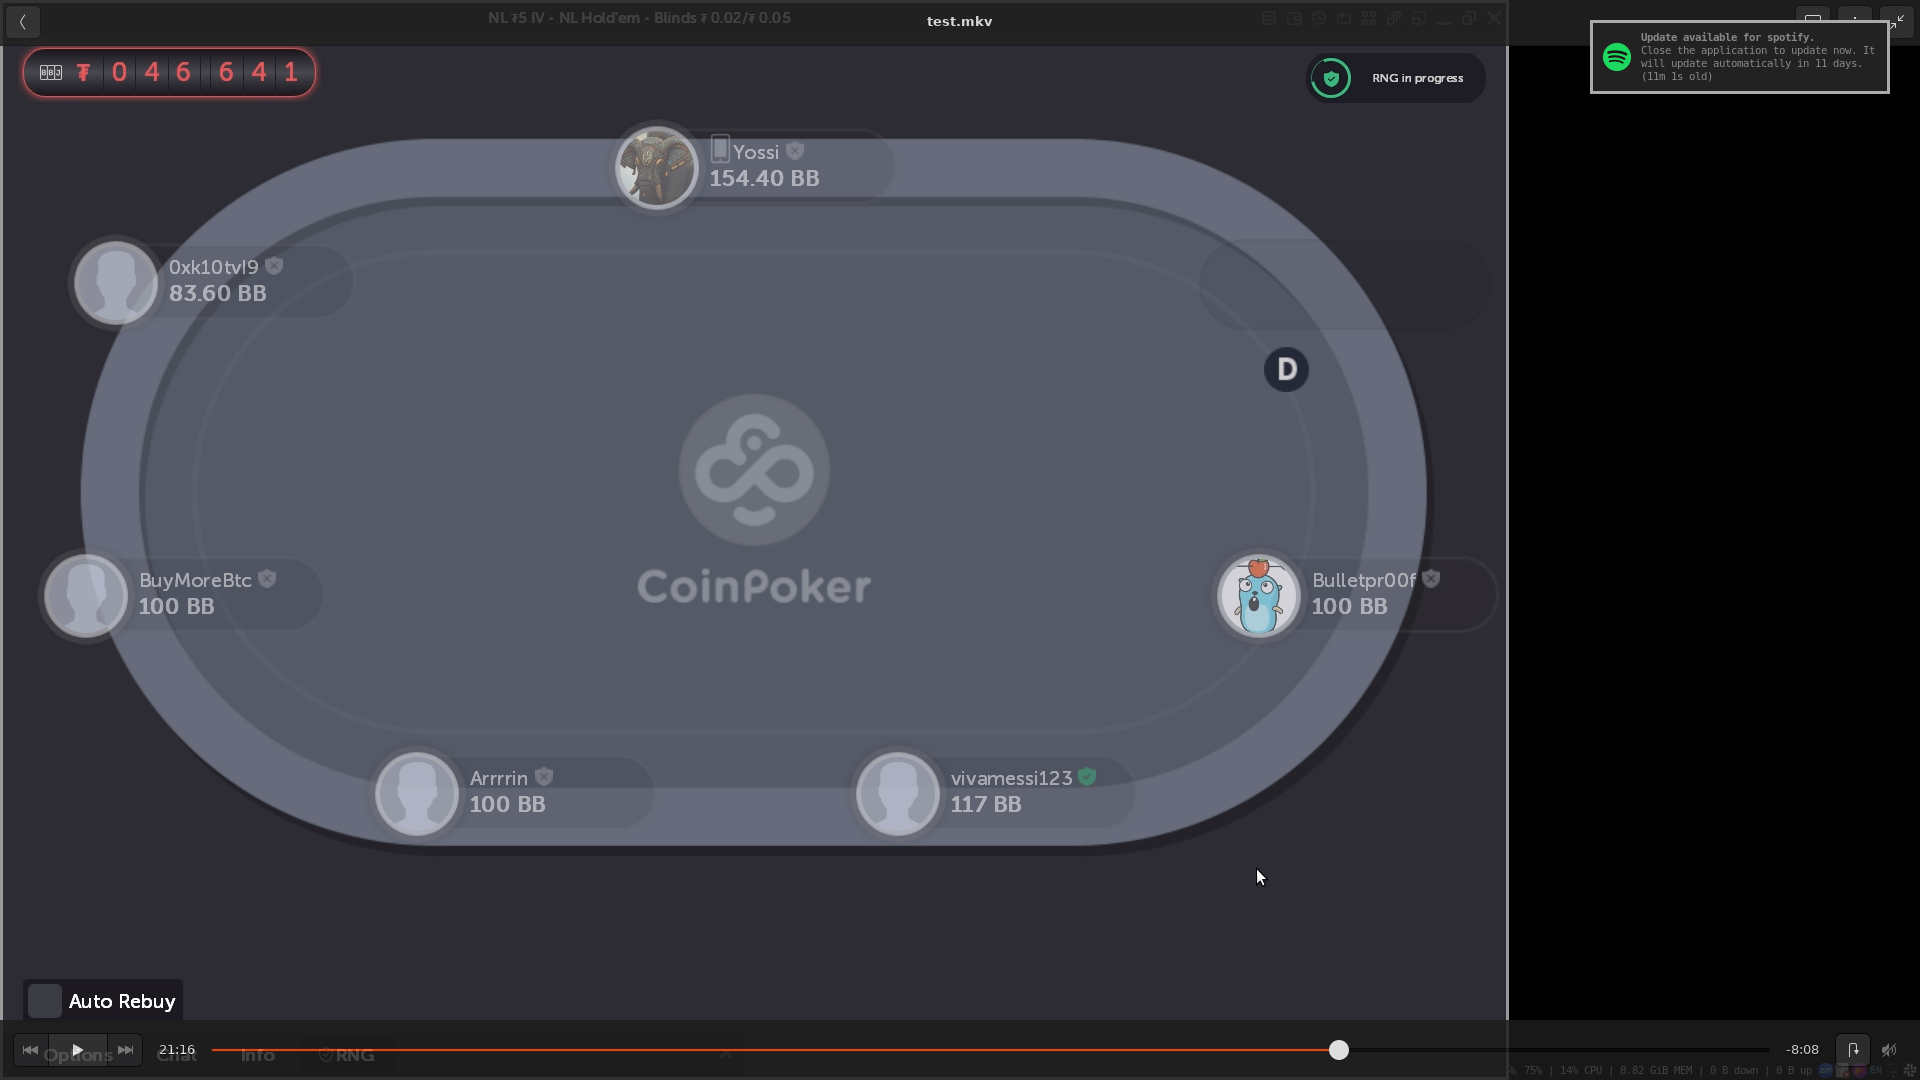 NL ₮5 IV - NL Hold'em - Blinds ₮ 0.02/₮ 0.05
test.mkv
Update available for spotify.
Close the application to update now. It
will update automatically in 11 days.
(11m 1s old)
BBJ ₮ 0 4 6 6 4 1
RNG in progress
Yossi
154.40 BB
0xk10tvl9
83.60 BB
D
CoinPoker
BuyMoreBtc
100 BB
Bulletpr00f
100 BB
Arrrrin
100 BB
vivamessi123
117 BB
Auto Rebuy
Options Chat Info RNG
21:16
-8:08
75% | 14% CPU | 8.82 GiB MEM | 0 B down | 0 B up zm EN